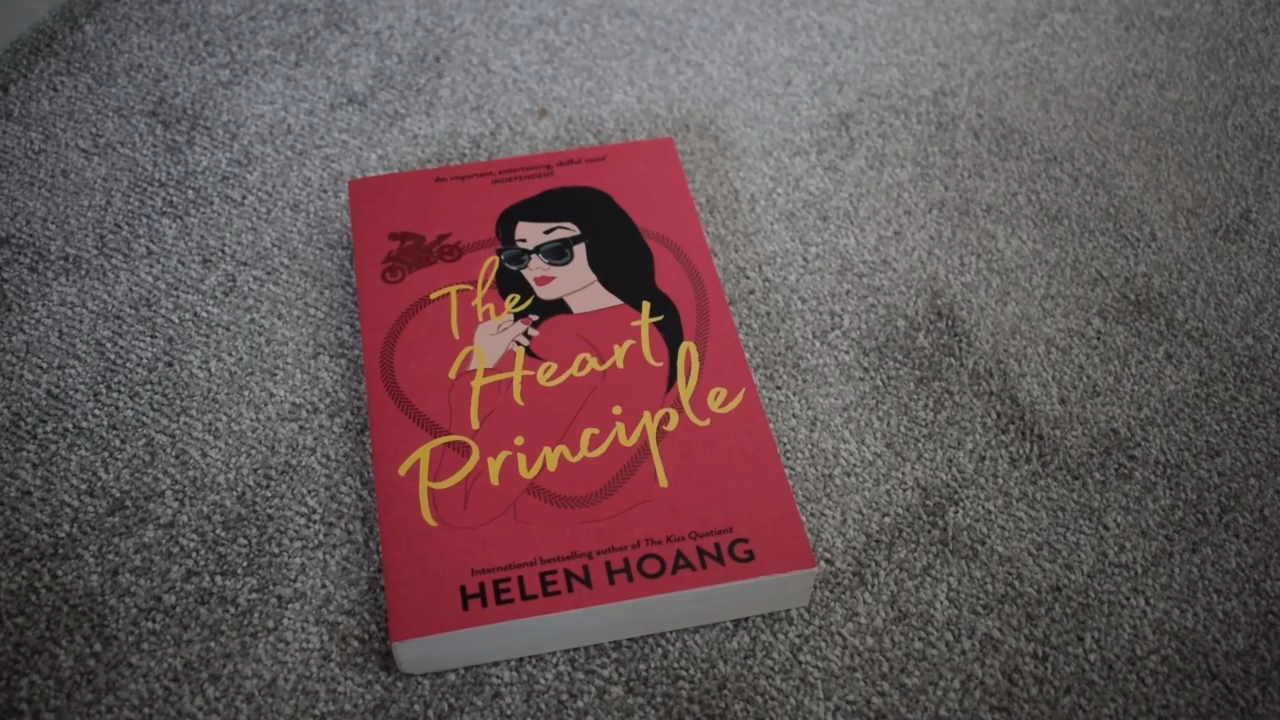 'An important, entertaining, skilful voice'
INDEPENDENT
The
Heart
Principle
International bestselling author of The Kiss Quotient
HELEN HOANG